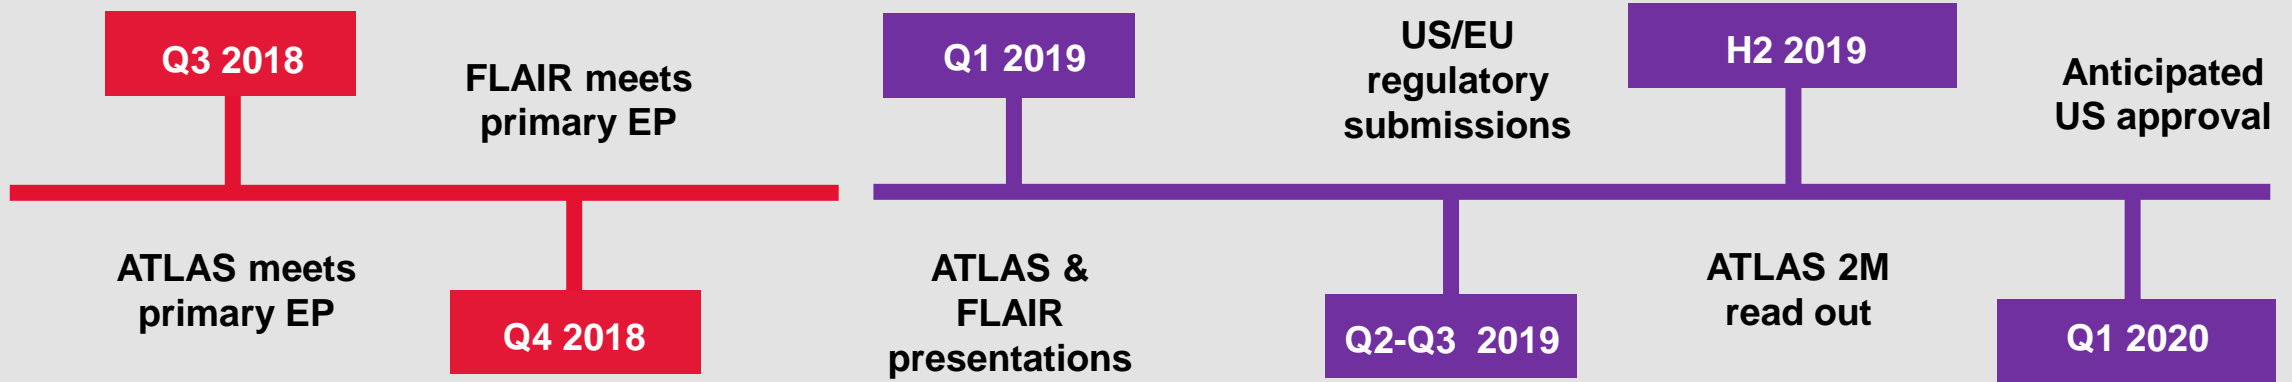 Q3 2018
ATLAS meets
primary EP
FLAIR meets
primary EP
Q4 2018
Q1 2019
ATLAS &
FLAIR
presentations
US/EU
regulatory
submissions
Q2-Q3 2019
H2 2019
ATLAS 2M
read out
Anticipated
US approval
Q1 2020